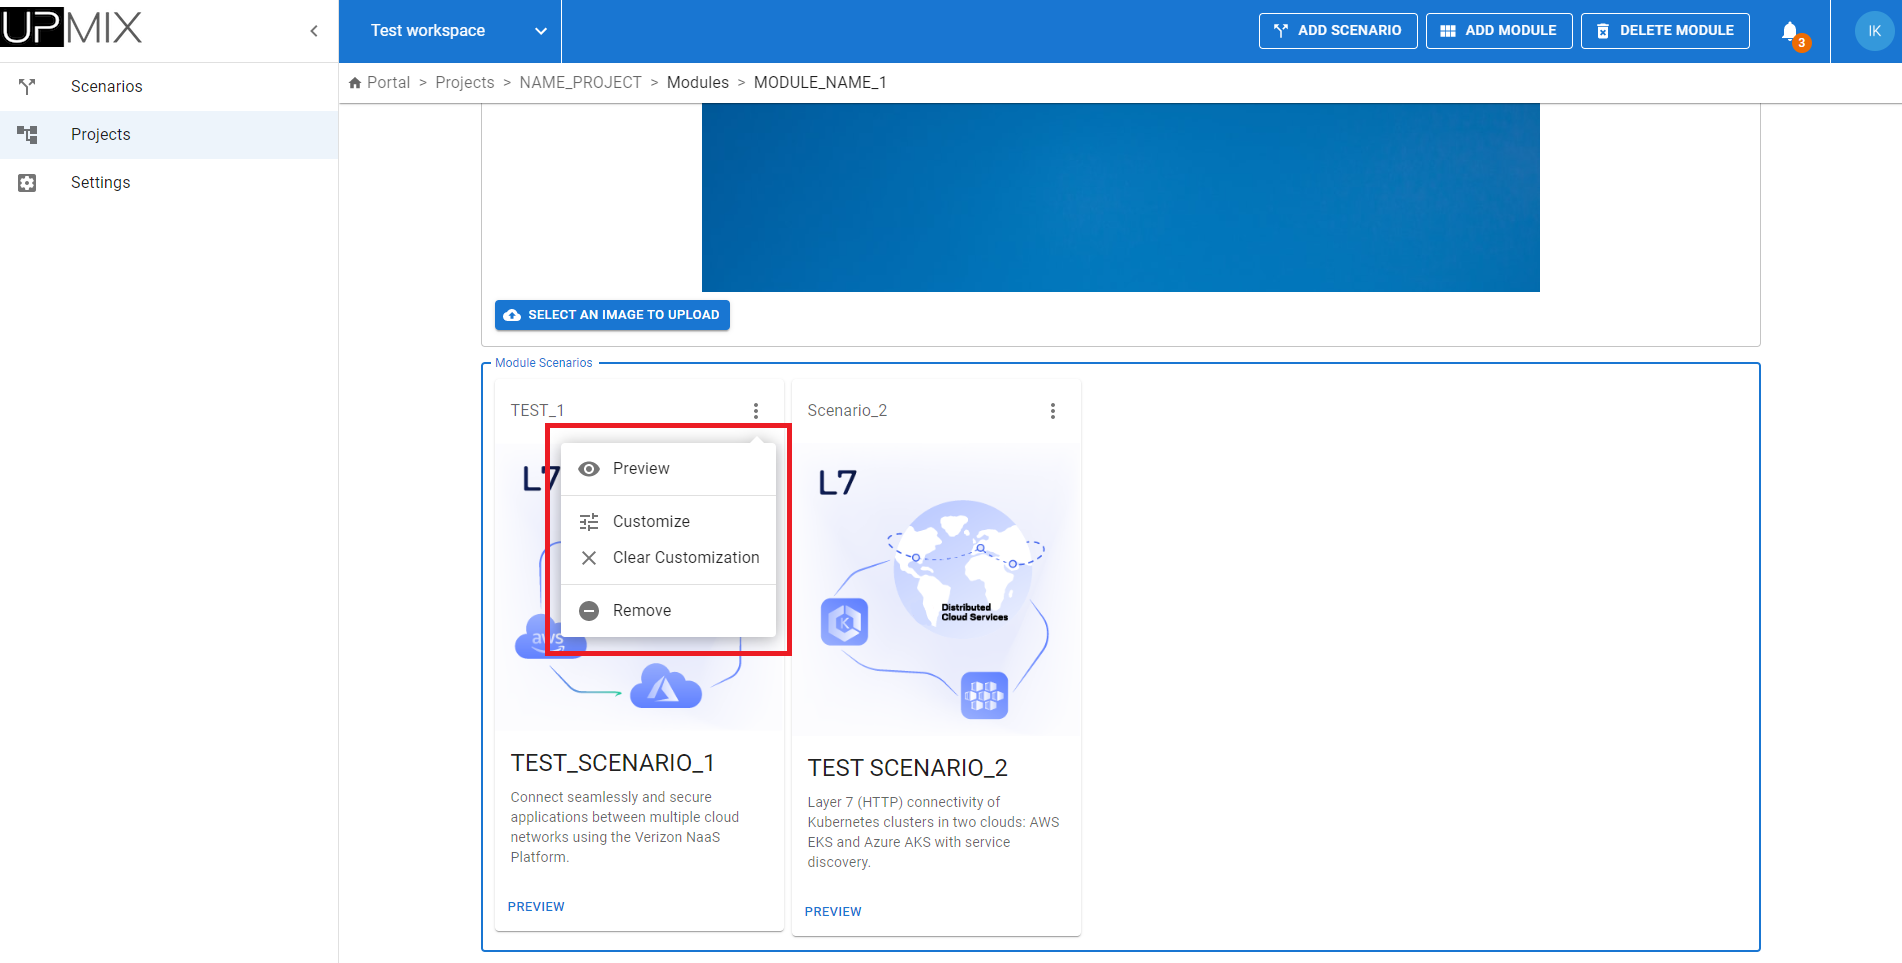 UPMIX
Test workspace
ADD SCENARIO
ADD MODULE
DELETE MODULE
3
IK
Scenarios
Projects
Settings
Portal > Projects > NAME_PROJECT > Modules > MODULE_NAME_1
SELECT AN IMAGE TO UPLOAD
Module Scenarios
TEST_1
Preview
Customize
Clear Customization
Remove
L7
aws
TEST_SCENARIO_1
Connect seamlessly and secure
applications between multiple cloud
networks using the Verizon NaaS
Platform.
PREVIEW
Scenario_2
L7
Distributed
Cloud Services
K
TEST SCENARIO_2
Layer 7 (HTTP) connectivity of
Kubernetes clusters in two clouds: AWS
EKS and Azure AKS with service
discovery.
PREVIEW